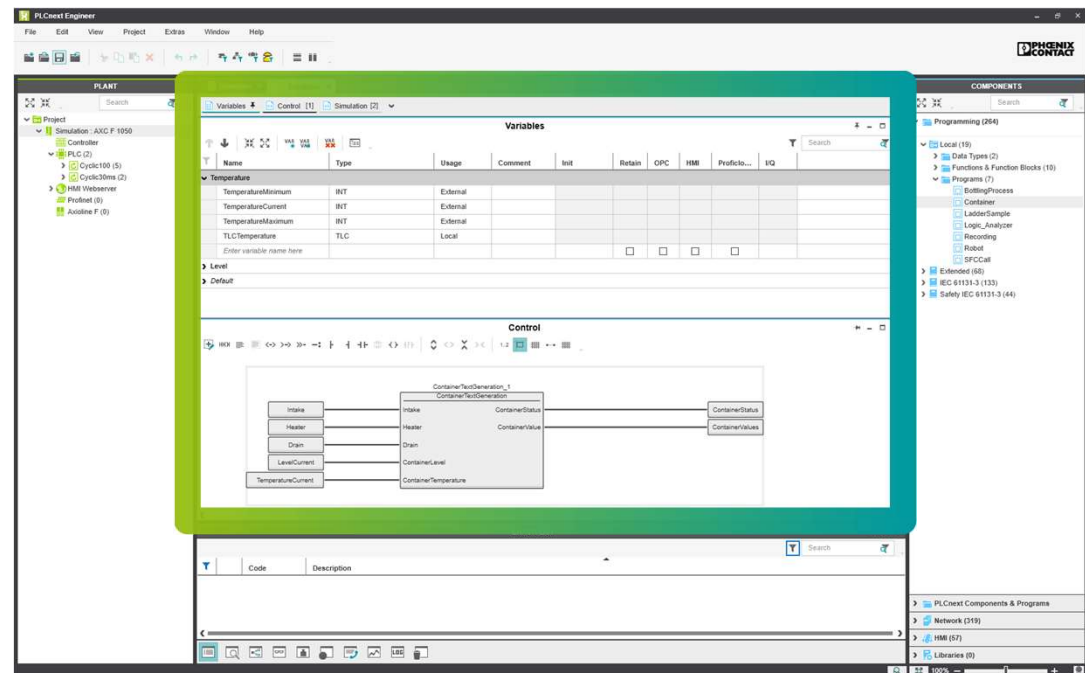 PLCnext Engineer
File Edit View Project Extras Window Help
PHŒNIX
CONTACT
PLANT
Search
Project
Simulation : AXC F 1050
Controller
PLC (2)
Cyclic100 (5)
Cyclic30ms (2)
HMI Webserver
Profinet (0)
Axioline F (0)
Variables Control [1] Simulation [2]
Variables
Search
Name Type Usage Comment Init Retain OPC HMI Proficlo... I/Q
Temperature
TemperatureMinimum INT External
TemperatureCurrent INT External
TemperatureMaximum INT External
TLCTemperature TLC Local
Enter variable name here
Level
Default
Control
1.2
ContainerTextGeneration_1
ContainerTextGeneration
Intake Intake ContainerStatus ContainerStatus
Heater Heater ContainerValue ContainerValues
Drain Drain
LevelCurrent ContainerLevel
TemperatureCurrent ContainerTemperature
Search
Code Description
LOG
COMPONENTS
Search
Programming (264)
Local (19)
Data Types (2)
Functions & Function Blocks (10)
Programs (7)
BottlingProcess
Container
LadderSample
Logic_Analyzer
Recording
Robot
SFCCall
Extended (68)
IEC 61131-3 (133)
Safety IEC 61131-3 (44)
PLCnext Components & Programs
Network (319)
HMI (57)
Libraries (0)
100%